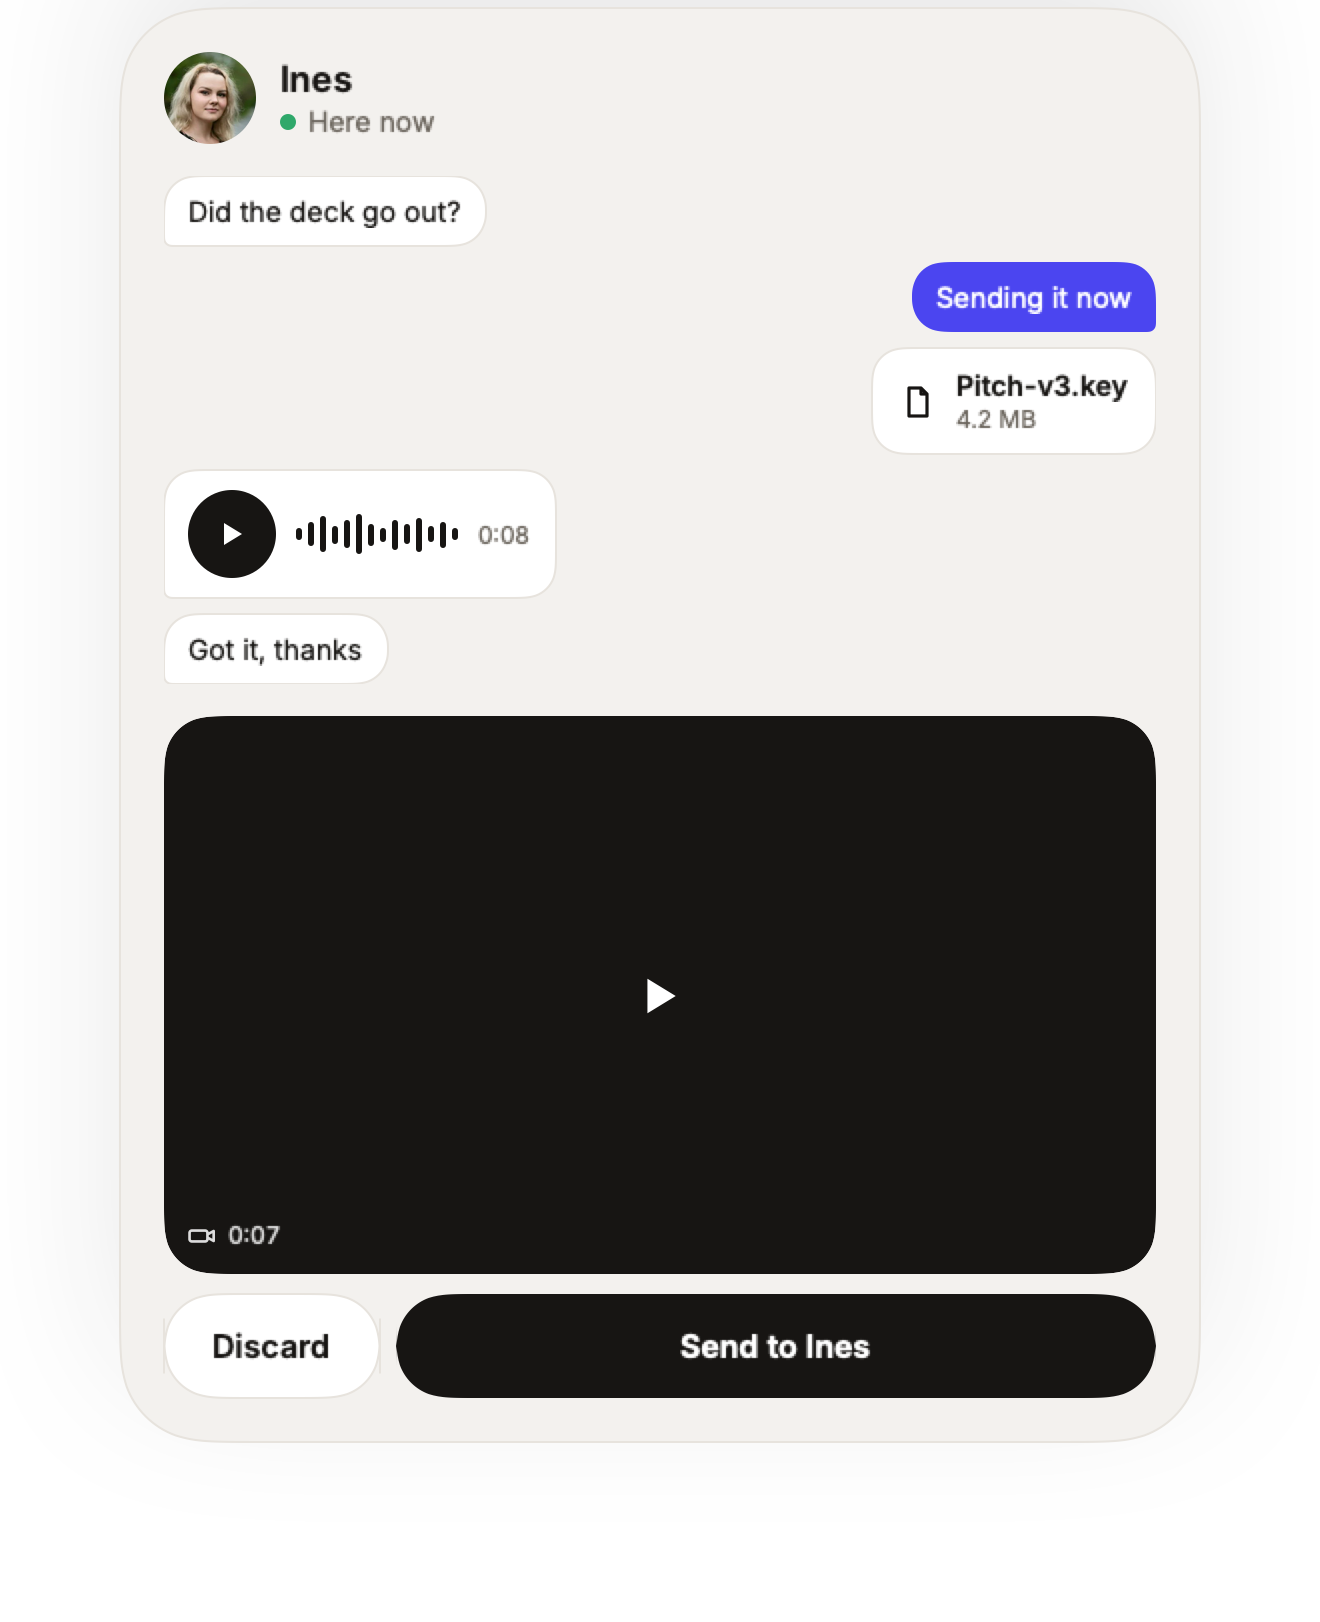 Ines
Here now
Did the deck go out?
Sending it now
Pitch-v3.key
4.2 MB
0:08
Got it, thanks
0:07
Discard
Send to Ines